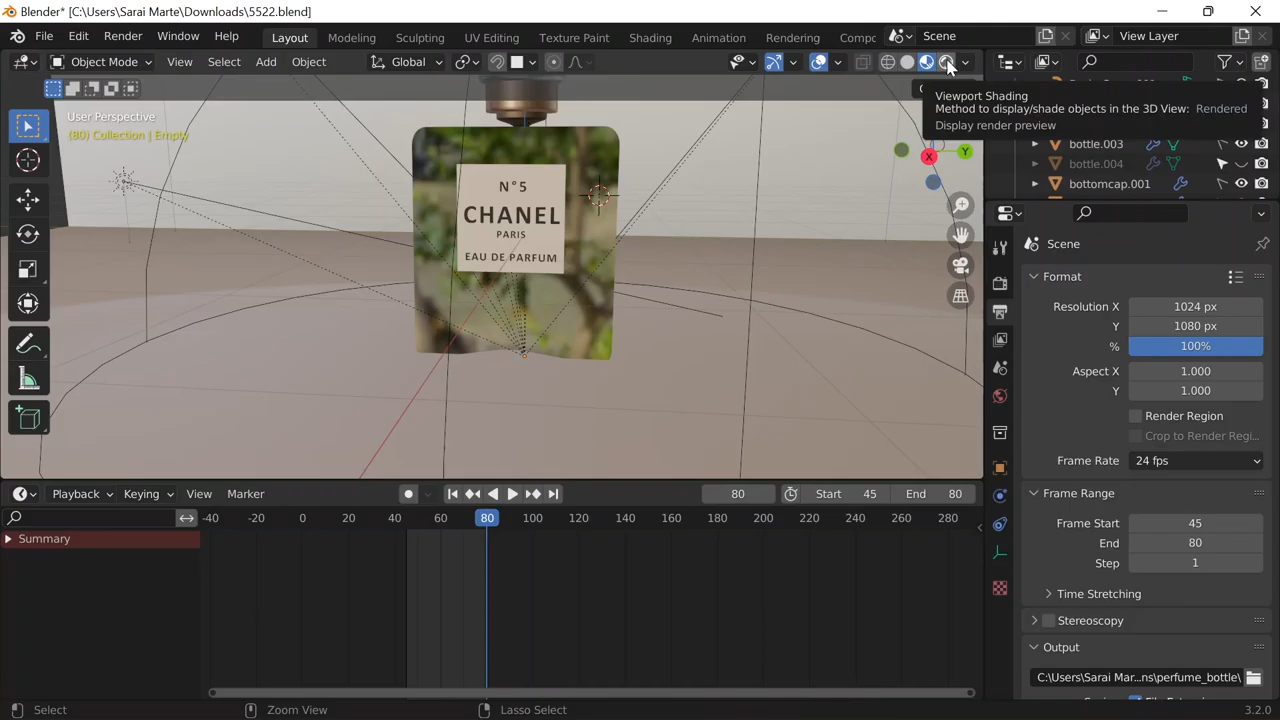 Blender* [C:\Users\Sarai Marte\Downloads\5522.blend]
File Edit Render Window Help Layout Modeling Sculpting UV Editing Texture Paint Shading Animation Rendering Compc Scene View Layer
Object Mode View Select Add Object Global
User Perspective
(80) Collection | Empty
Viewport Shading
Method to display/shade objects in the 3D View: Rendered
Display render preview
X Y
bottle.003
bottle.004
bottomcap.001
N°5
CHANEL
PARIS
EAU DE PARFUM
Scene
Format
Resolution X 1024 px
Y 1080 px
% 100%
Aspect X 1.000
Y 1.000
Render Region
Crop to Render Regi...
Frame Rate 24 fps
Frame Range
Frame Start 45
End 80
Step 1
Time Stretching
Stereoscopy
Output
C:\Users\Sarai Mar...ns\perfume_bottle\
Playback Keying View Marker 80 Start 45 End 80
-40 -20 0 20 40 60 80 100 120 140 160 180 200 220 240 260 280
Summary
Select Zoom View Lasso Select 3.2.0